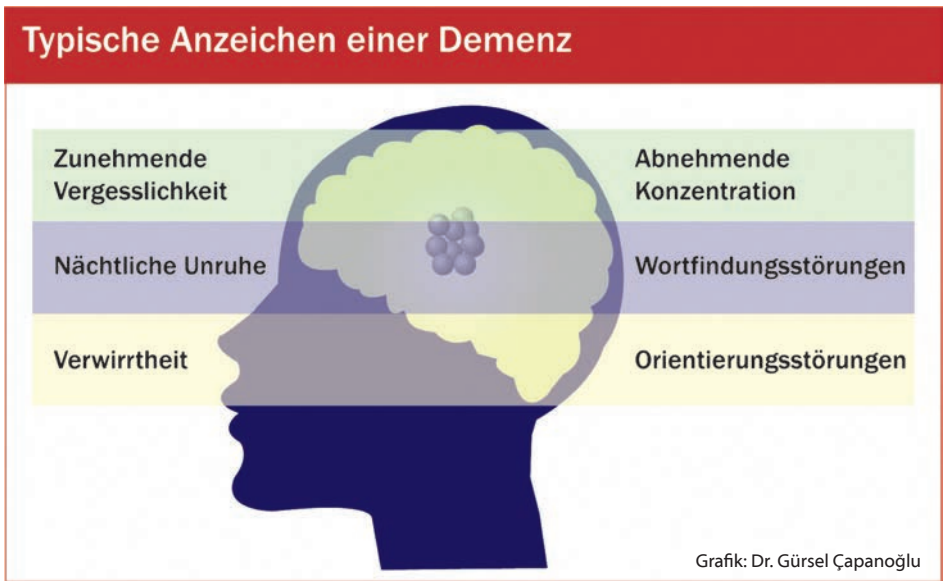 Typische Anzeichen einer Demenz
Zunehmende
Vergesslichkeit
Abnehmende
Konzentration
Nächtliche Unruhe
Wortfindungsstörungen
Verwirrtheit
Orientierungsstörungen
Grafik: Dr. Gürsel Çapanoğlu